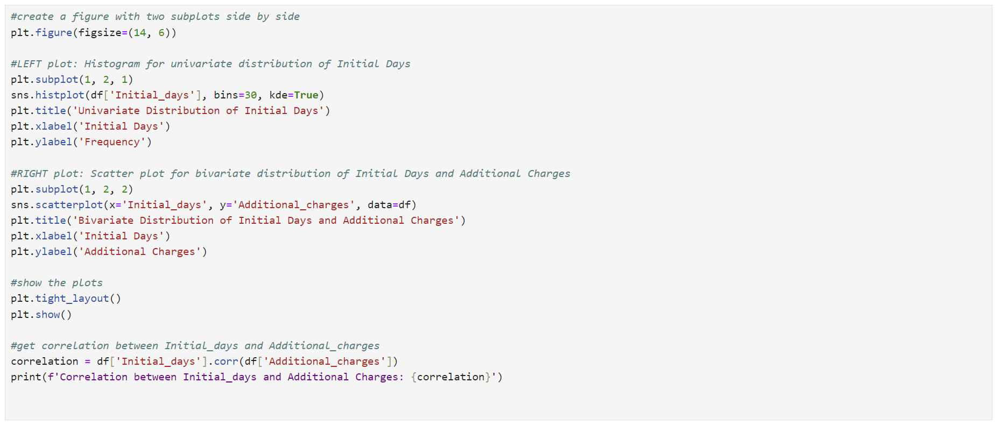 #create a figure with two subplots side by side
plt.figure(figsize=(14, 6))
#LEFT plot: Histogram for univariate distribution of Initial Days
plt.subplot(1, 2, 1)
sns.histplot(df['Initial_days'], bins=30, kde=True)
plt.title('Univariate Distribution of Initial Days')
plt.xlabel('Initial Days')
plt.ylabel('Frequency')
#RIGHT plot: Scatter plot for bivariate distribution of Initial Days and Additional Charges
plt.subplot(1, 2, 2)
sns.scatterplot(x='Initial_days', y='Additional_charges', data=df)
plt.title('Bivariate Distribution of Initial Days and Additional Charges')
plt.xlabel('Initial Days')
plt.ylabel('Additional Charges')
#show the plots
plt.tight_layout()
plt.show()
#get correlation between Initial_days and Additional_charges
correlation = df['Initial_days'].corr(df['Additional_charges'])
print(f'Correlation between Initial_days and Additional Charges: {correlation}')